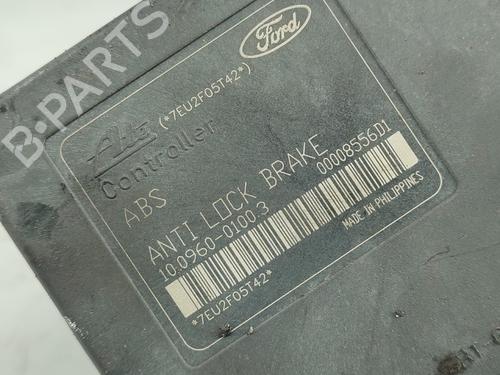 B-PARTS
Ford
(*7EU2F05T42*)
Ate
Controller
ABS
ANTI LOCK BRAKE
10.0960-0100.3
00008556D1
MADE IN PHILIPPINES
*7EU2F05T42*